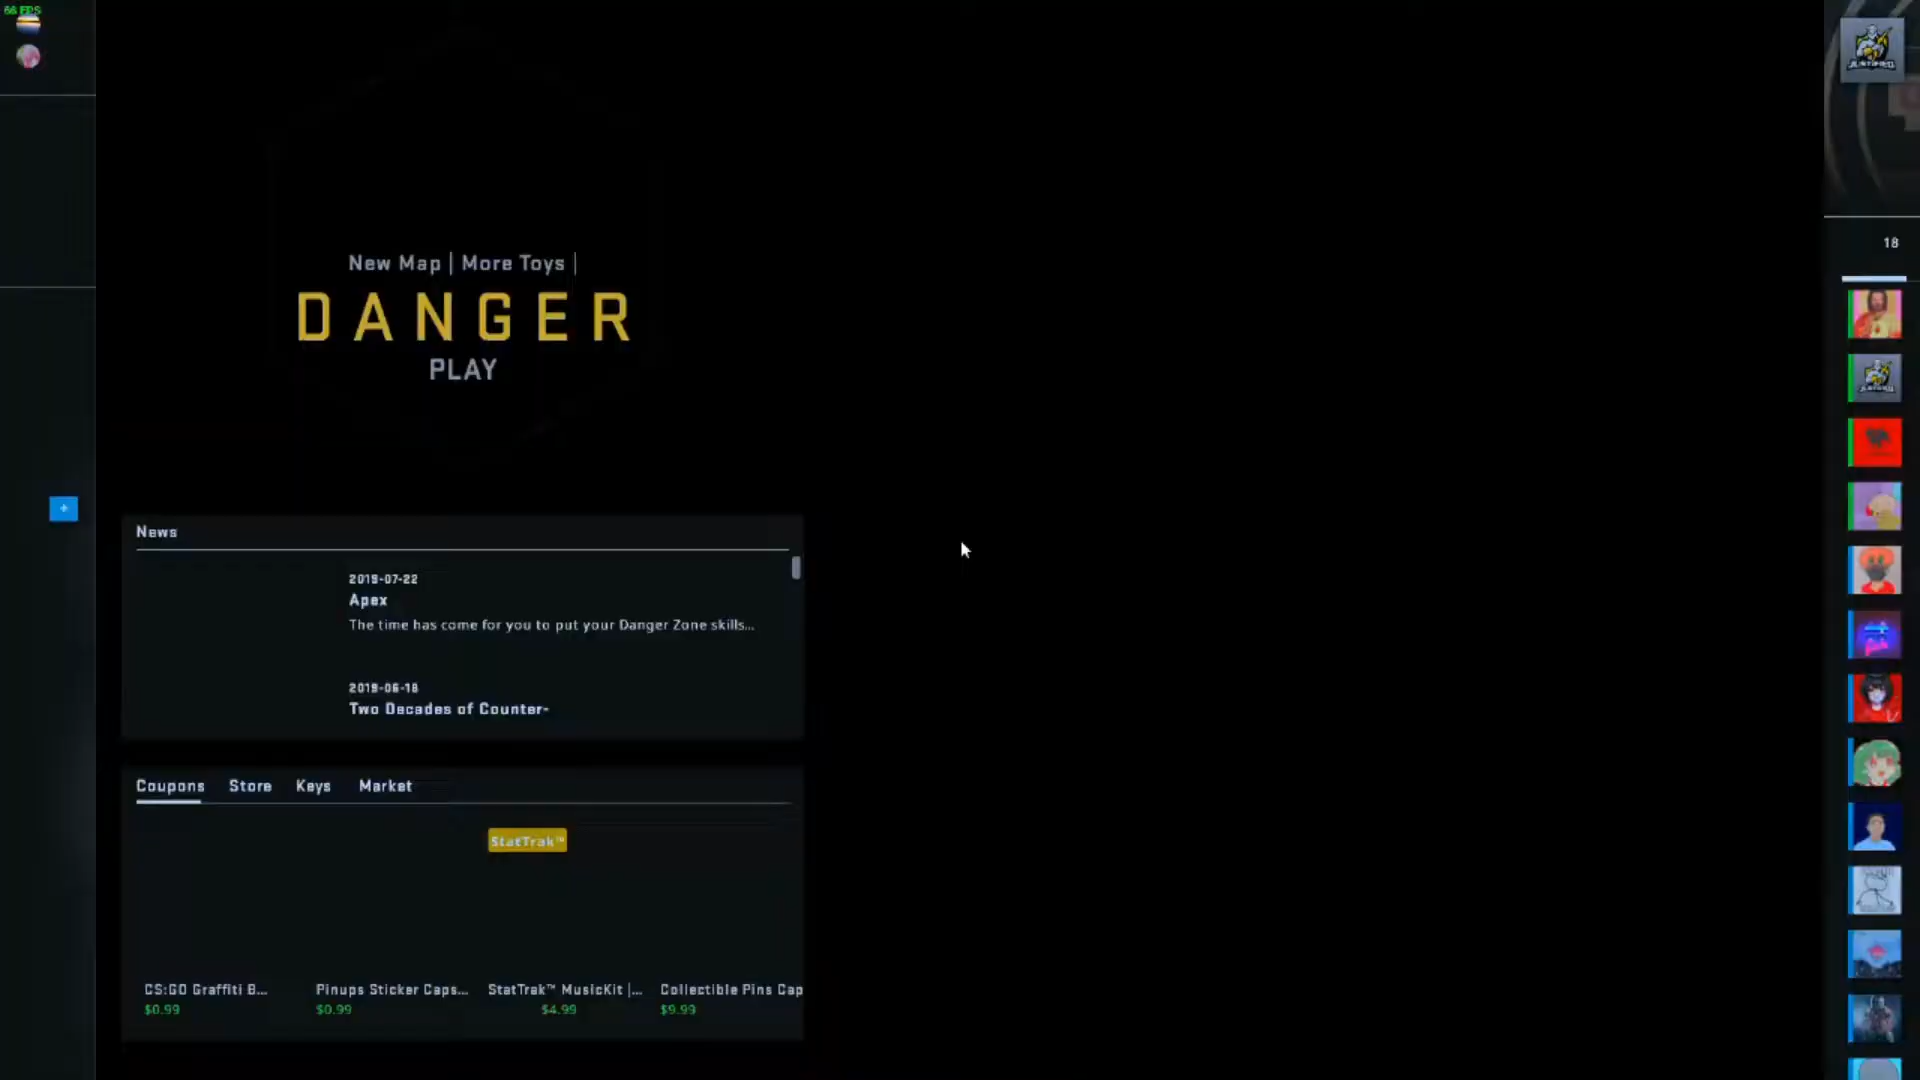 66 FPS
18
New Map | More Toys |
DANGER
PLAY
News
2019-07-22
Apex
The time has come for you to put your Danger Zone skills...
2019-06-18
Two Decades of Counter-
Coupons Store Keys Market
StatTrak™
CS:GO Graffiti B... Pinups Sticker Caps... StatTrak™ MusicKit |... Collectible Pins Cap
$0.99 $0.99 $4.99 $9.99